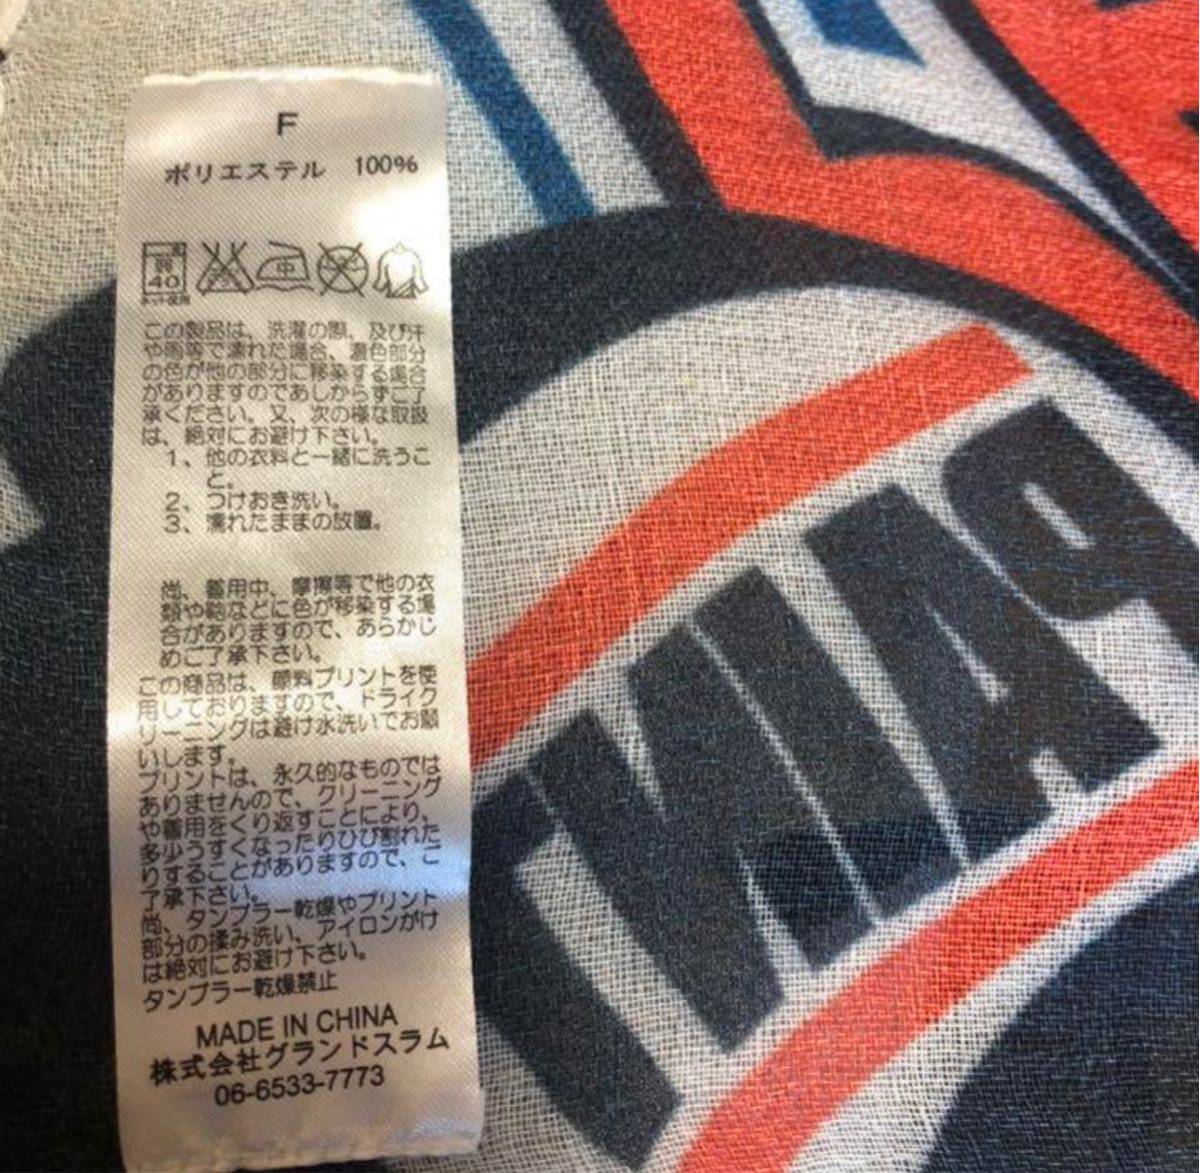 F
ポリエステル 100%
40
ネット使用
中
この製品は、洗濯の際、及び汗
や雨等で濡れた場合、濃色部分
の色が他の部分に移染する場合
がありますのであしからずご了
承ください。又、次の様な取扱
は、絶対にお避け下さい。
1、他の衣料と一緒に洗うこ
と。
2、つけおき洗い。
3、濡れたままの放置。
尚、着用中、摩擦等で他の衣
類や鞄などに色が移染する場
合がありますので、あらかじ
めご了承下さい。
この商品は、顔料プリントを使
用しておりますので、ドライク
リーニングは避け水洗いでお願
いします。
プリントは、永久的なものでは
ありませんので、クリーニング
や着用をくり返すことにより、
多少うすくなったりひび割れた
りすることがありますので、ご
了承下さい。
尚、タンブラー乾燥やプリント
部分の揉み洗い、アイロンがけ
は絶対にお避け下さい。
タンブラー乾燥禁止
MADE IN CHINA
株式会社グランドスラム
06-6533-7773